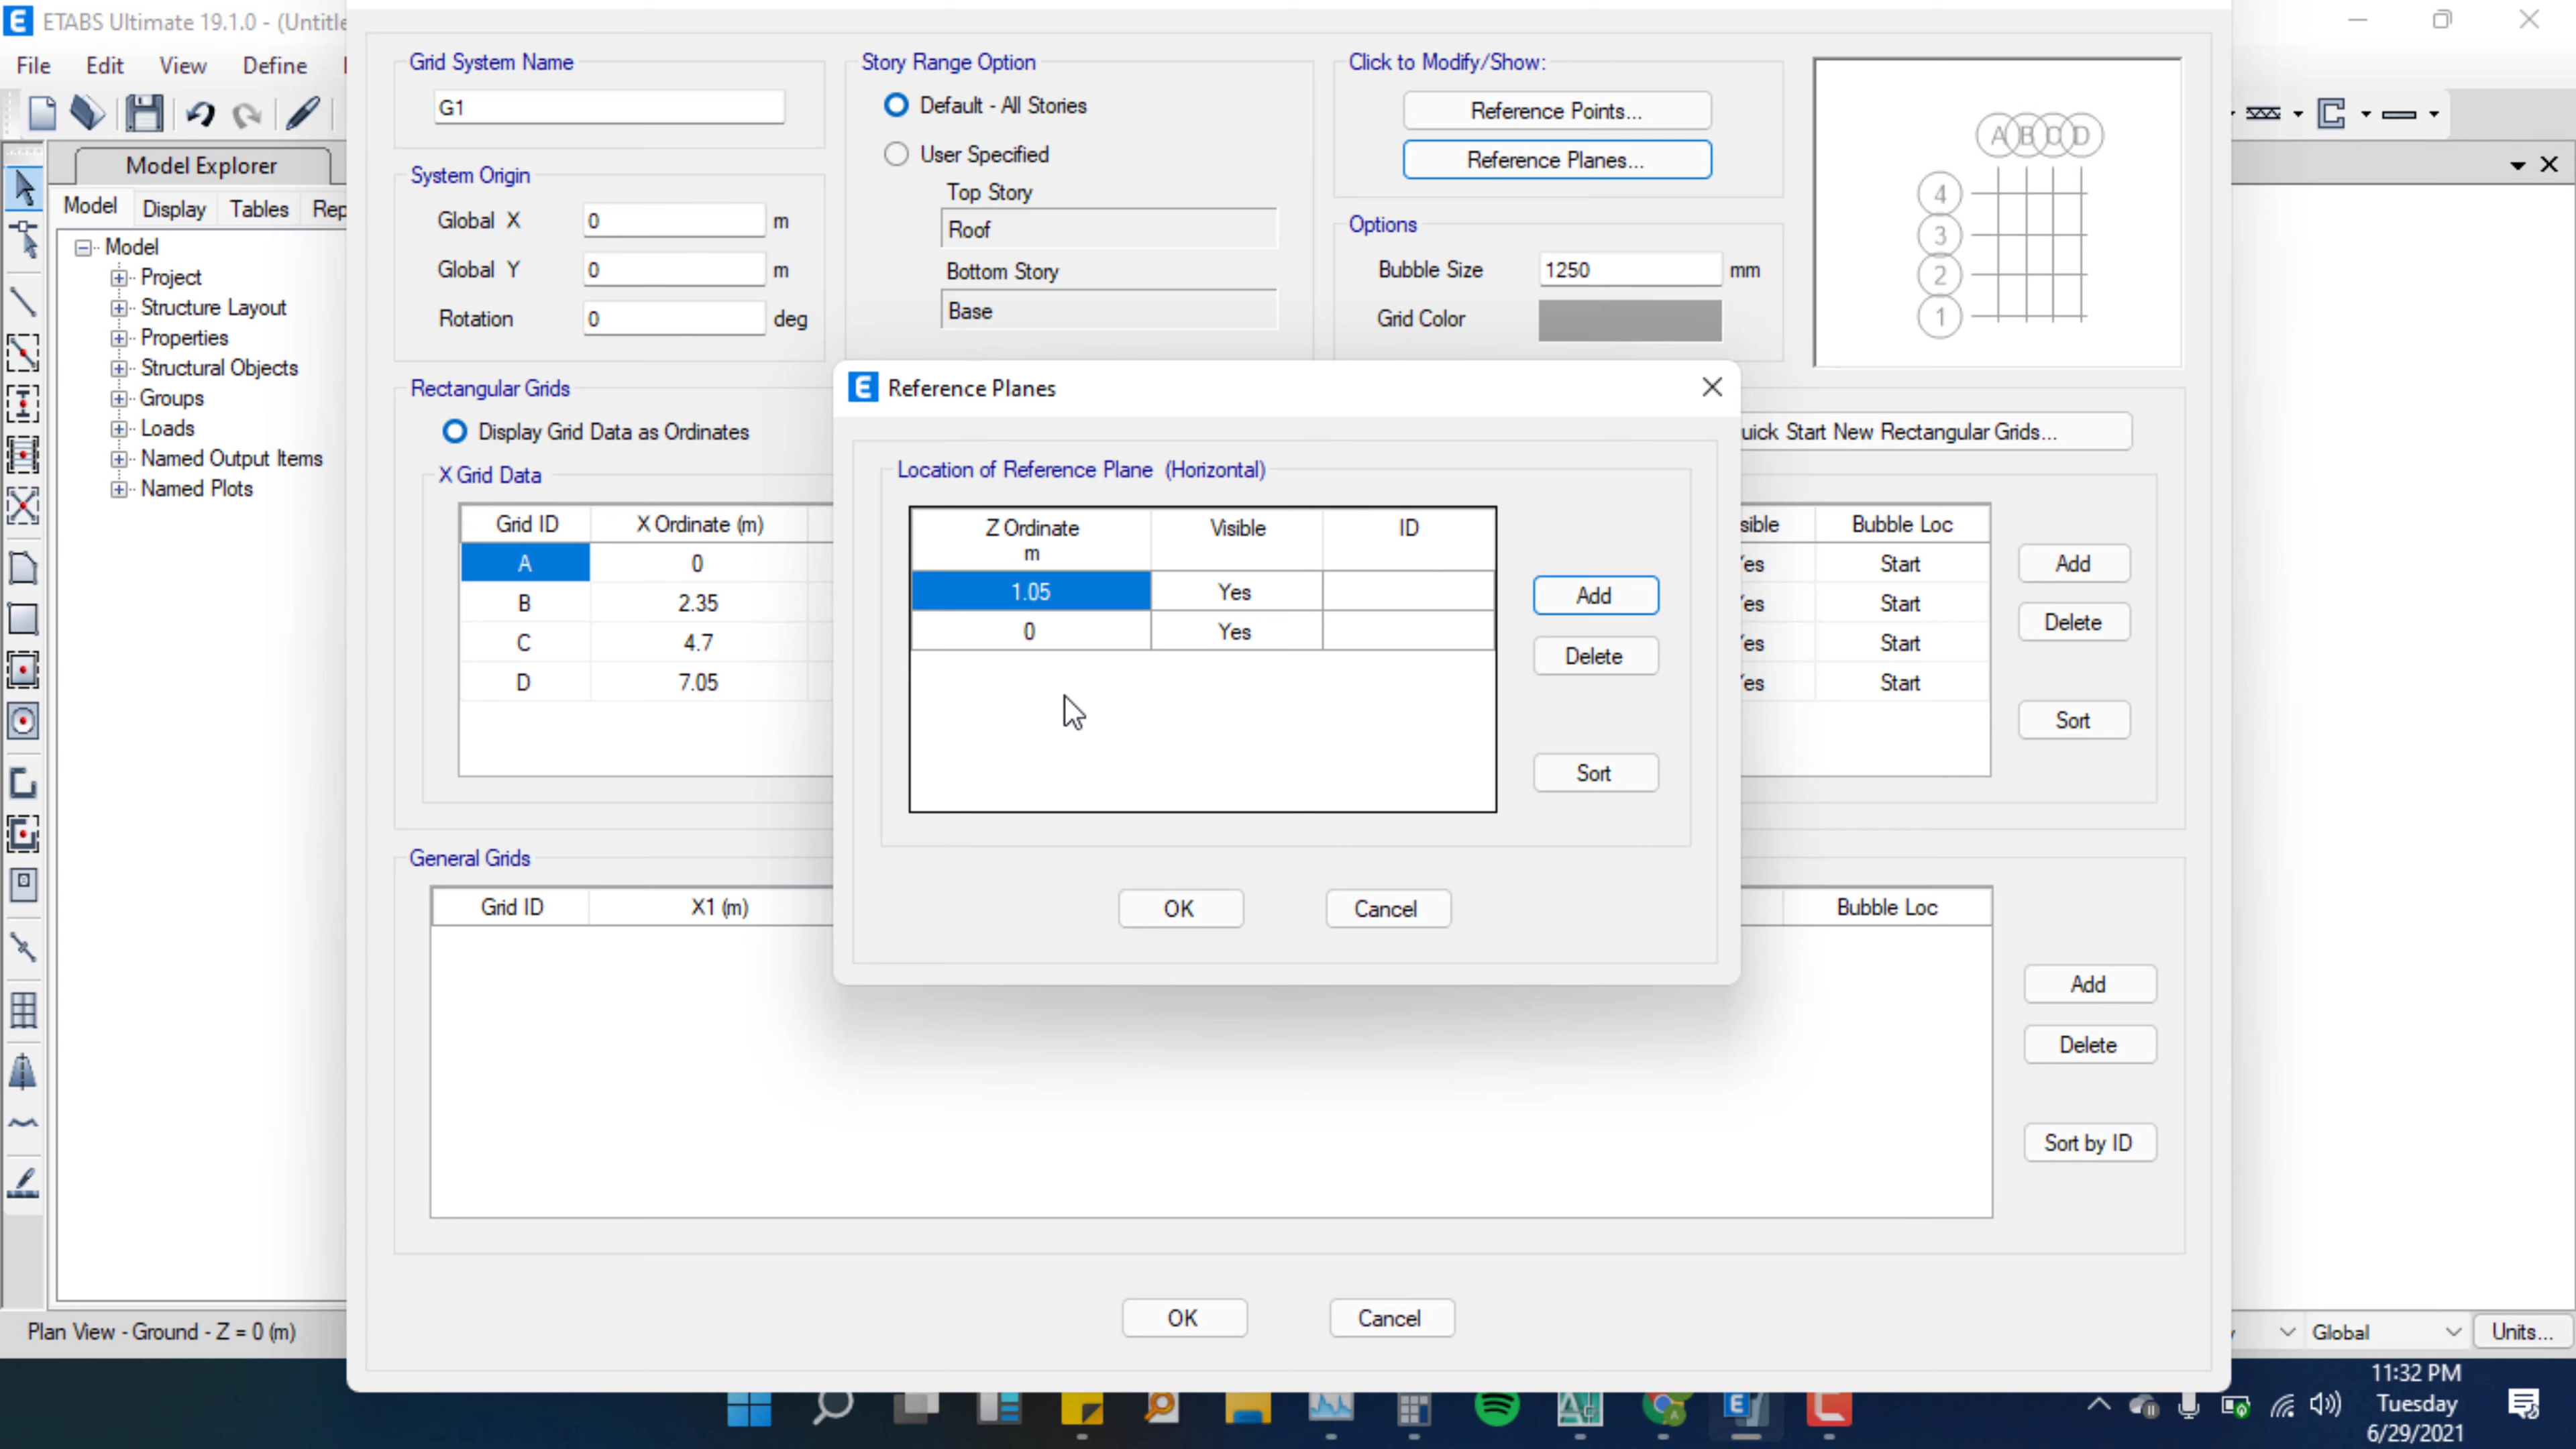 ETABS Ultimate 19.1.0 - (Untitle
File Edit View Define
Model Explorer
Model Display Tables Rep
Model
Project
Structure Layout
Properties
Structural Objects
Groups
Loads
Named Output Items
Named Plots
Grid System Name
G1
System Origin
Global X 0 m
Global Y 0 m
Rotation 0 deg
Story Range Option
Default - All Stories
User Specified
Top Story
Roof
Bottom Story
Base
Click to Modify/Show:
Reference Points...
Reference Planes...
Options
Bubble Size 1250 mm
Grid Color
A B C D
4
3
2
1
Rectangular Grids
Display Grid Data as Ordinates
uick Start New Rectangular Grids...
X Grid Data
Grid ID X Ordinate (m)
A 0
B 2.35
C 4.7
D 7.05
Reference Planes
Location of Reference Plane (Horizontal)
Z Ordinate Visible ID
m
1.05 Yes
0 Yes
Add
Delete
Sort
OK Cancel
sible Bubble Loc
Yes Start
Yes Start
Yes Start
Yes Start
Add
Delete
Sort
General Grids
Grid ID X1 (m) Bubble Loc
Add
Delete
Sort by ID
OK Cancel
Plan View - Ground - Z = 0 (m)
Global Units...
11:32 PM
Tuesday
6/29/2021